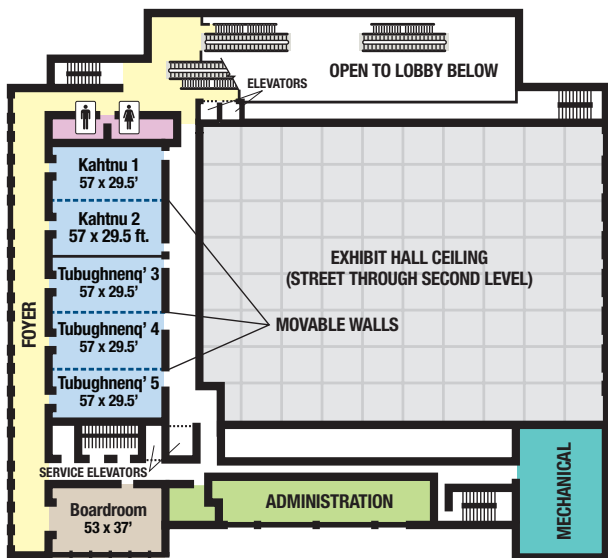 OPEN TO LOBBY BELOW
ELEVATORS
Kahtnu 1
57 x 29.5'
Kahtnu 2
57 x 29.5 ft.
Tubughnenq' 3
57 x 29.5'
Tubughnenq' 4
57 x 29.5'
Tubughnenq' 5
57 x 29.5'
FOYER
EXHIBIT HALL CEILING
(STREET THROUGH SECOND LEVEL)
MOVABLE WALLS
SERVICE ELEVATORS
Boardroom
53 x 37'
ADMINISTRATION
MECHANICAL